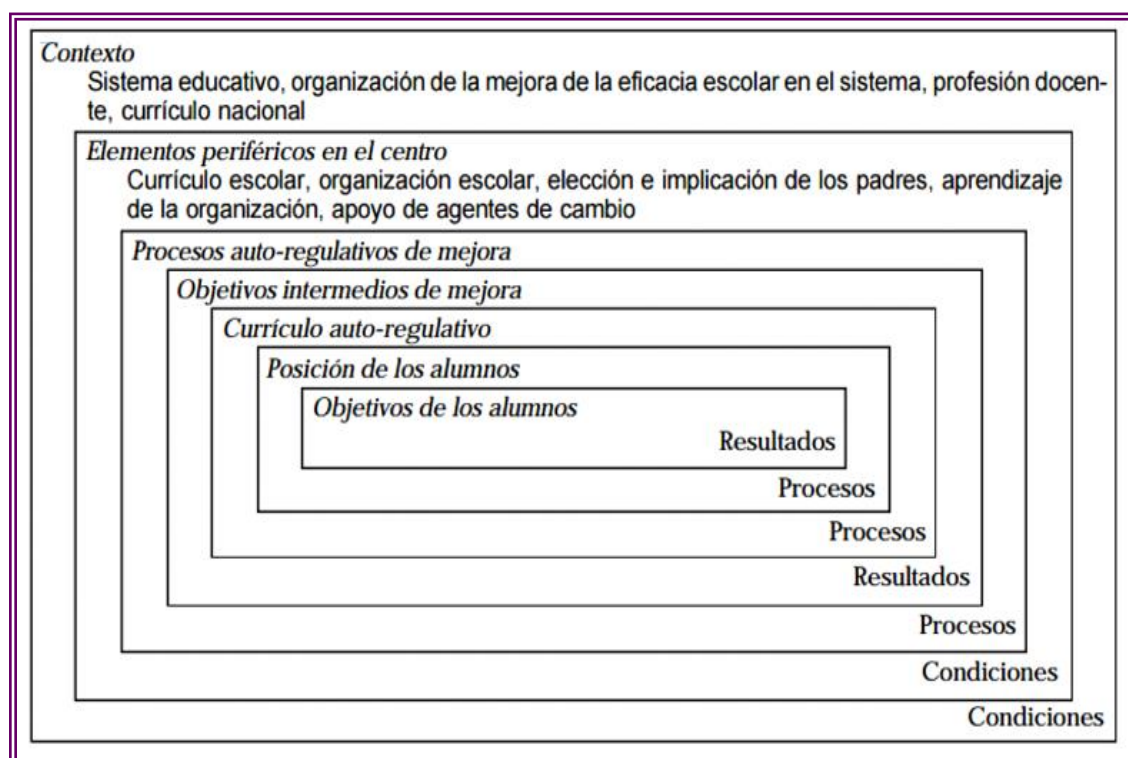 Contexto
Sistema educativo, organización de la mejora de la eficacia escolar en el sistema, profesión docen-
te, currículo nacional
Elementos periféricos en el centro
Currículo escolar, organización escolar, elección e implicación de los padres, aprendizaje
de la organización, apoyo de agentes de cambio
Procesos auto-regulativos de mejora
Objetivos intermedios de mejora
Currículo auto-regulativo
Posición de los alumnos
Objetivos de los alumnos
Resultados
Procesos
Procesos
Resultados
Procesos
Condiciones
Condiciones